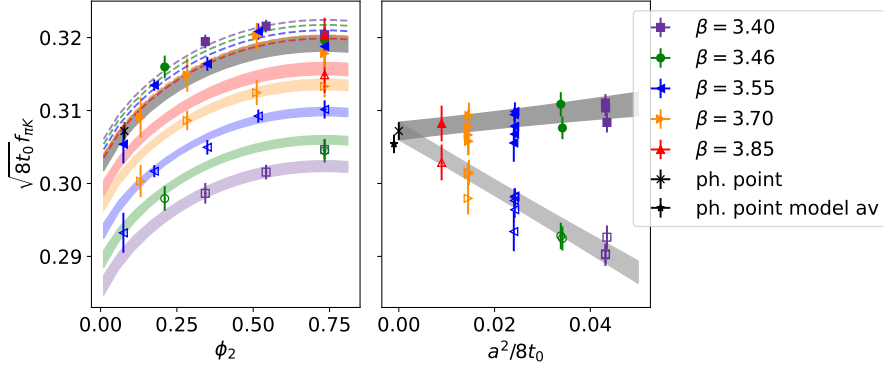 √8t₀ f_πK
0.32
0.31
0.30
0.29
0.00 0.25 0.50 0.75
ϕ₂
0.00 0.02 0.04
a²/8t₀
β = 3.40
β = 3.46
β = 3.55
β = 3.70
β = 3.85
ph. point
ph. point model av